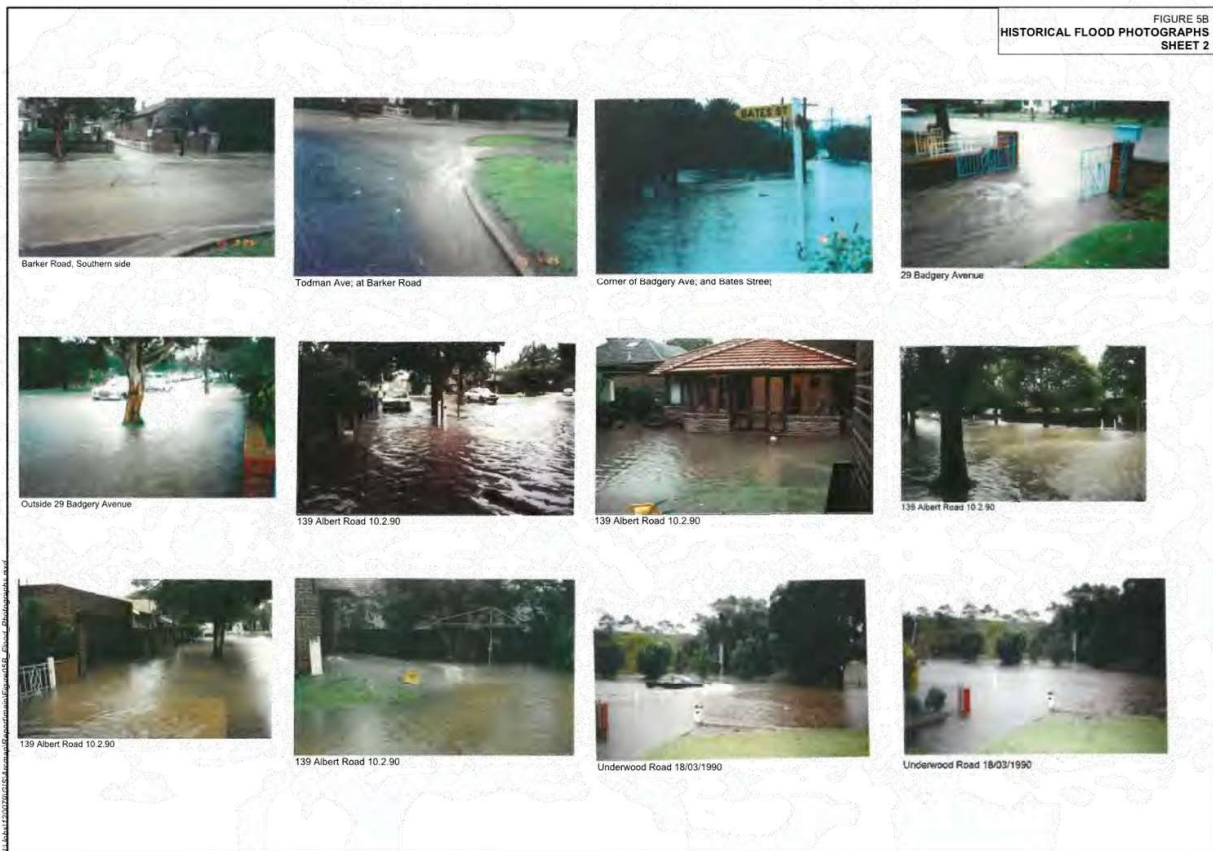 FIGURE 5B
HISTORICAL FLOOD PHOTOGRAPHS
SHEET 2
BATES ST
Barker Road, Southern side
Todman Ave; at Barker Road
Corner of Badgery Ave; and Bates Street;
29 Badgery Avenue
Outside 29 Badgery Avenue
139 Albert Road 10.2.90
139 Albert Road 10.2.90
139 Albert Road 10.2.90
139 Albert Road 10.2.90
139 Albert Road 10.2.90
Underwood Road 18/03/1990
Underwood Road 18/03/1990